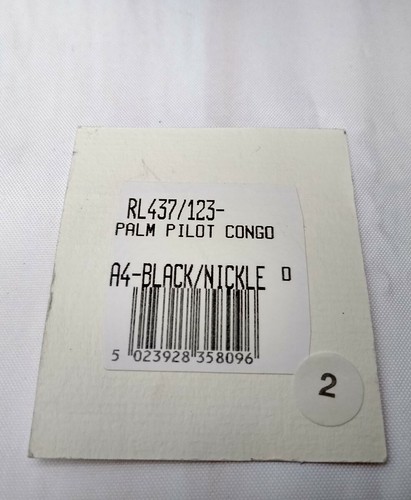 RL437/123-
PALM PILOT CONGO
A4-BLACK/NICKLE D
5 023928 358096
2